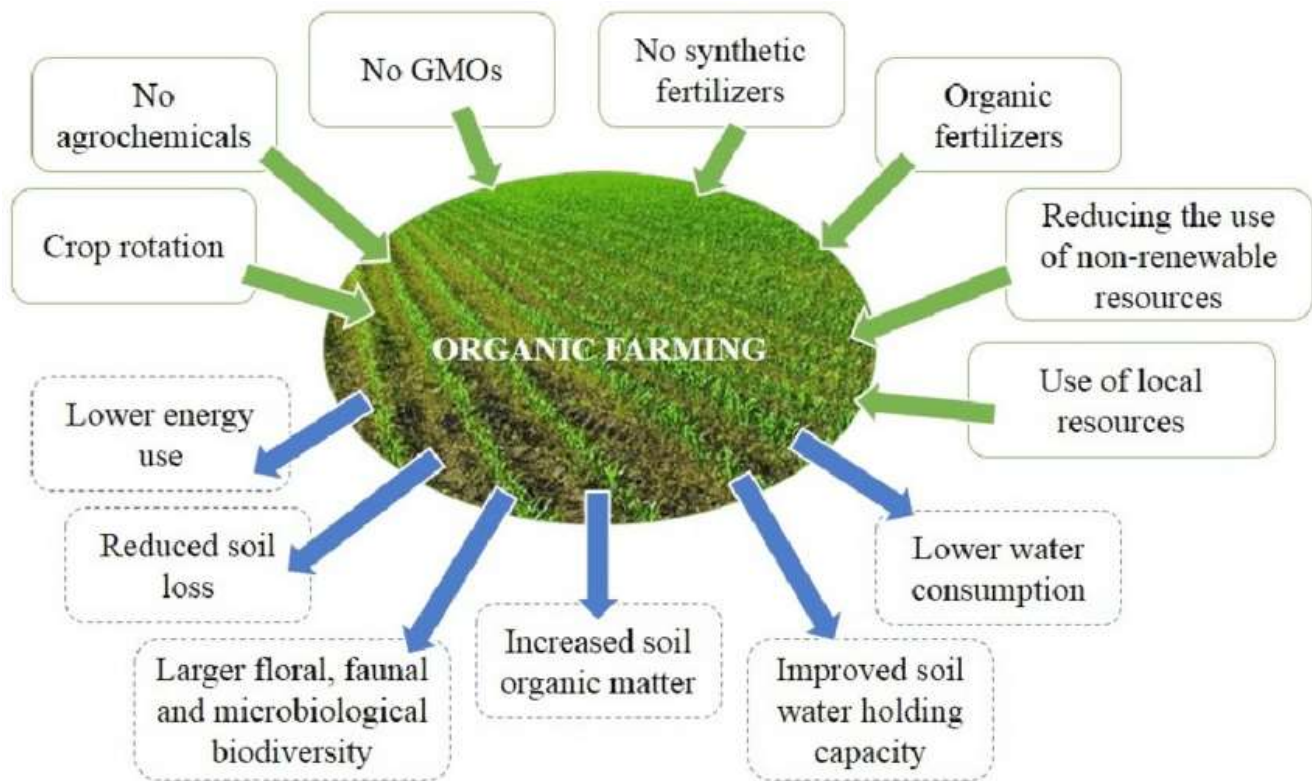 No GMOs
No synthetic
fertilizers
No
agrochemicals
Organic
fertilizers
Crop rotation
Reducing the use
of non-renewable
resources
ORGANIC FARMING
Use of local
resources
Lower energy
use
Reduced soil
loss
Lower water
consumption
Larger floral, faunal
and microbiological
biodiversity
Increased soil
organic matter
Improved soil
water holding
capacity